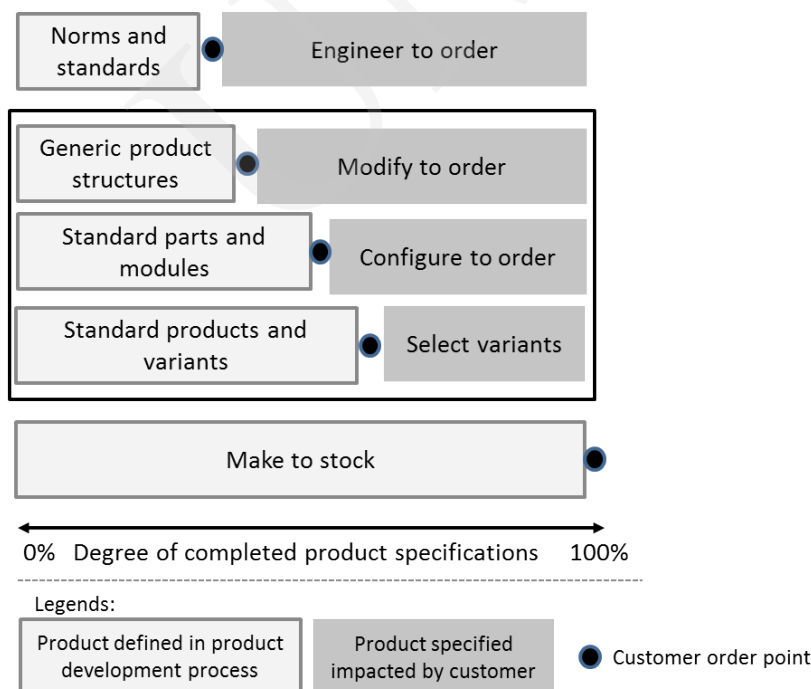 Norms and
standards
Engineer to order
Generic product
structures
Modify to order
Standard parts and
modules
Configure to order
Standard products and
variants
Select variants
Make to stock
0% Degree of completed product specifications 100%
Legends:
Product defined in product
development process
Product specified
impacted by customer
Customer order point